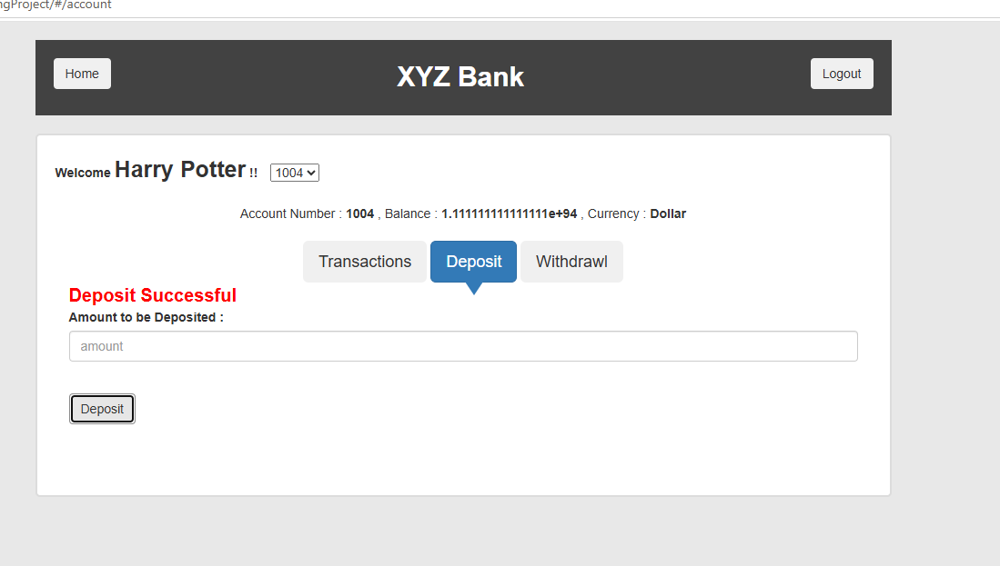 ngProject/#/account
Home XYZ Bank Logout
Welcome Harry Potter !! 1004
Account Number : 1004 , Balance : 1.111111111111111e+94 , Currency : Dollar
Transactions Deposit Withdrawl
Deposit Successful
Amount to be Deposited :
amount
Deposit